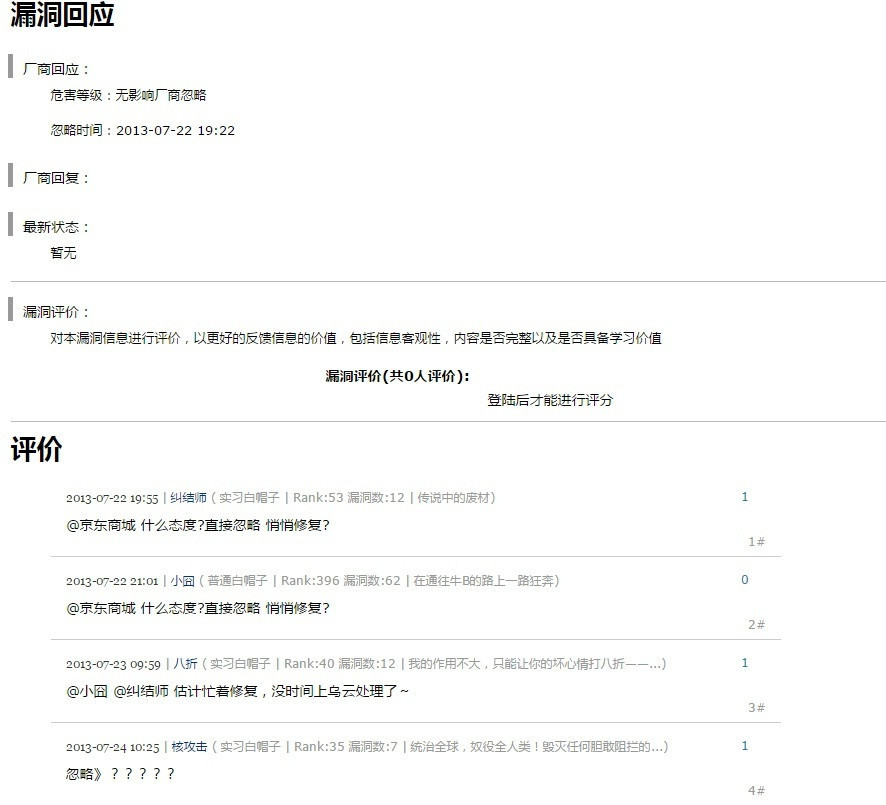 漏洞回应
厂商回应：
危害等级：无影响厂商忽略
忽略时间：2013-07-22 19:22
厂商回复：
最新状态：
暂无
漏洞评价：
对本漏洞信息进行评价，以更好的反馈信息的价值，包括信息客观性，内容是否完整以及是否具备学习价值
漏洞评价(共0人评价):
登陆后才能进行评分
评价
2013-07-22 19:55 | 纠结师 ( 实习白帽子 | Rank:53 漏洞数:12 | 传说中的废材) 1
@京东商城 什么态度?直接忽略 悄悄修复?
1#
2013-07-22 21:01 | 小囧 ( 普通白帽子 | Rank:396 漏洞数:62 | 在通往牛B的路上一路狂奔) 0
@京东商城 什么态度?直接忽略 悄悄修复?
2#
2013-07-23 09:59 | 八折 ( 实习白帽子 | Rank:40 漏洞数:12 | 我的作用不大，只能让你的坏心情打八折——...) 1
@小囧 @纠结师 估计忙着修复，没时间上乌云处理了～
3#
2013-07-24 10:25 | 核攻击 ( 实习白帽子 | Rank:35 漏洞数:7 | 统治全球，奴役全人类！毁灭任何胆敢阻拦的...) 1
忽略》？？？？？
4#